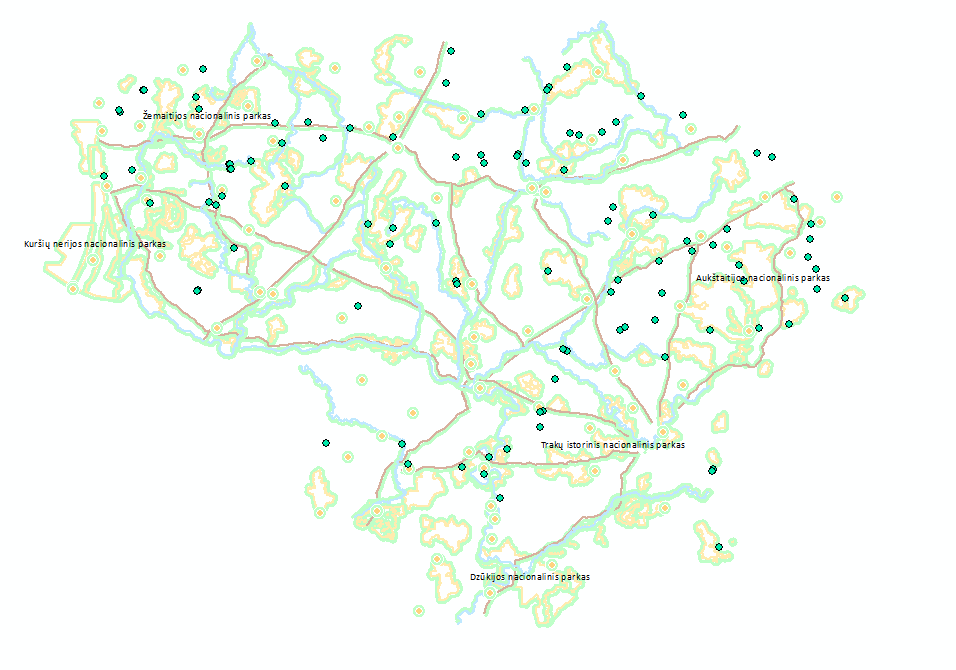 Žemaitijos nacionalinis parkas
Kuršių nerijos nacionalinis parkas
Aukštaitijos nacionalinis parkas
Trakų istorinis nacionalinis parkas
Dzūkijos nacionalinis parkas